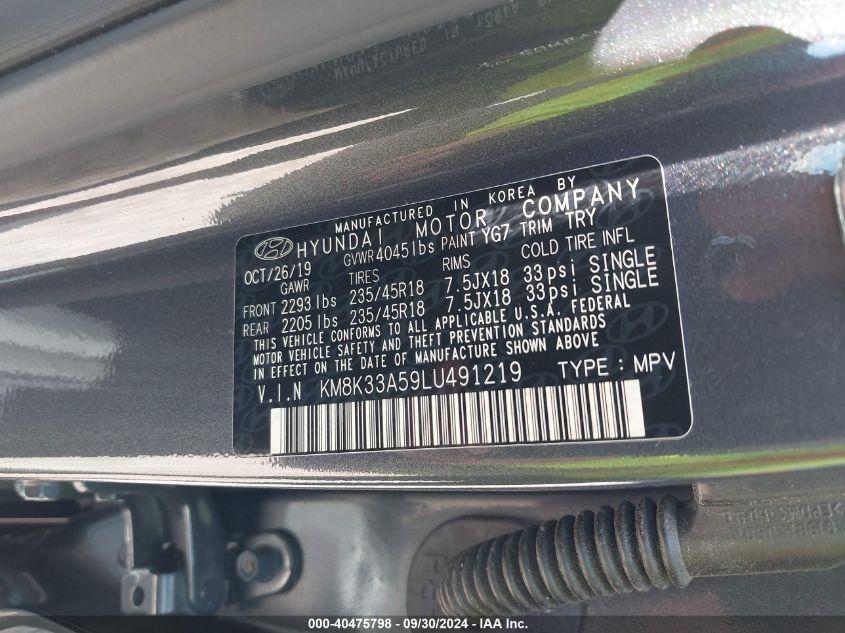 MANUFACTURED IN KOREA BY
HYUNDAI MOTOR COMPANY
OCT/26/19 GVWR 4045 lbs PAINT YG7 TRIM TRY
GAWR TIRES RIMS COLD TIRE INFL
FRONT 2293 lbs 235/45R18 7.5JX18 33 psi SINGLE
REAR 2205 lbs 235/45R18 7.5JX18 33 psi SINGLE
THIS VEHICLE CONFORMS TO ALL APPLICABLE U.S.A. FEDERAL
MOTOR VEHICLE SAFETY AND THEFT PREVENTION STANDARDS
IN EFFECT ON THE DATE OF MANUFACTURE SHOWN ABOVE
V.I.N KM8K33A59LU491219 TYPE : MPV
000-40475798 - 09/30/2024 - IAA Inc.